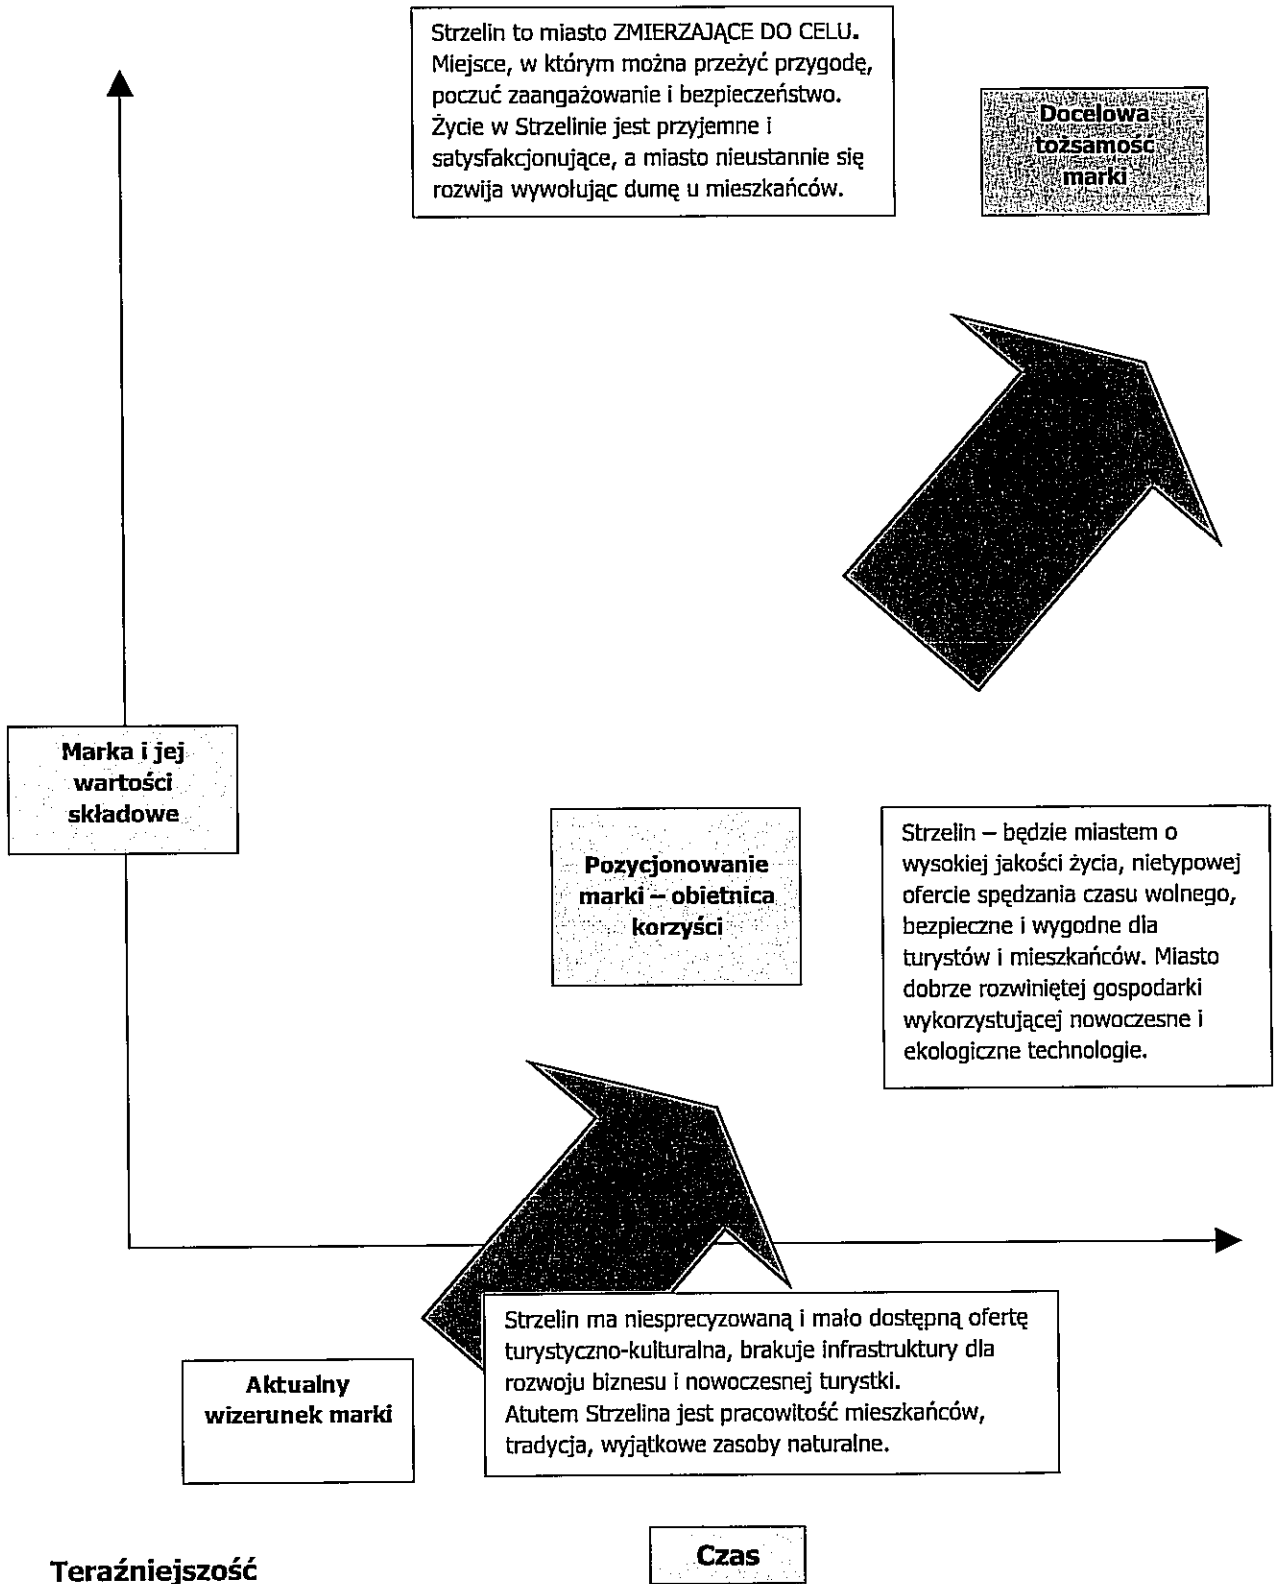 Strzelin to miasto ZMIERZAJĄCE DO CELU.
Miejsce, w którym można przeżyć przygodę,
poczuć zaangażowanie i bezpieczeństwo.
Życie w Strzelinie jest przyjemne i
satysfakcjonujące, a miasto nieustannie się
rozwija wywołując dumę u mieszkańców.
Docelowa
tożsamość
marki
Marka i jej
wartości
składowe
Pozycjonowanie
marki – obietnica
korzyści
Strzelin – będzie miastem o
wysokiej jakości życia, nietypowej
ofercie spędzania czasu wolnego,
bezpieczne i wygodne dla
turystów i mieszkańców. Miasto
dobrze rozwiniętej gospodarki
wykorzystującej nowoczesne i
ekologiczne technologie.
Strzelin ma niesprecyzowaną i mało dostępną ofertę
turystyczno-kulturalna, brakuje infrastruktury dla
rozwoju biznesu i nowoczesnej turystki.
Atutem Strzelina jest pracowitość mieszkańców,
tradycja, wyjątkowe zasoby naturalne.
Aktualny
wizerunek marki
Czas
Teraźniejszość